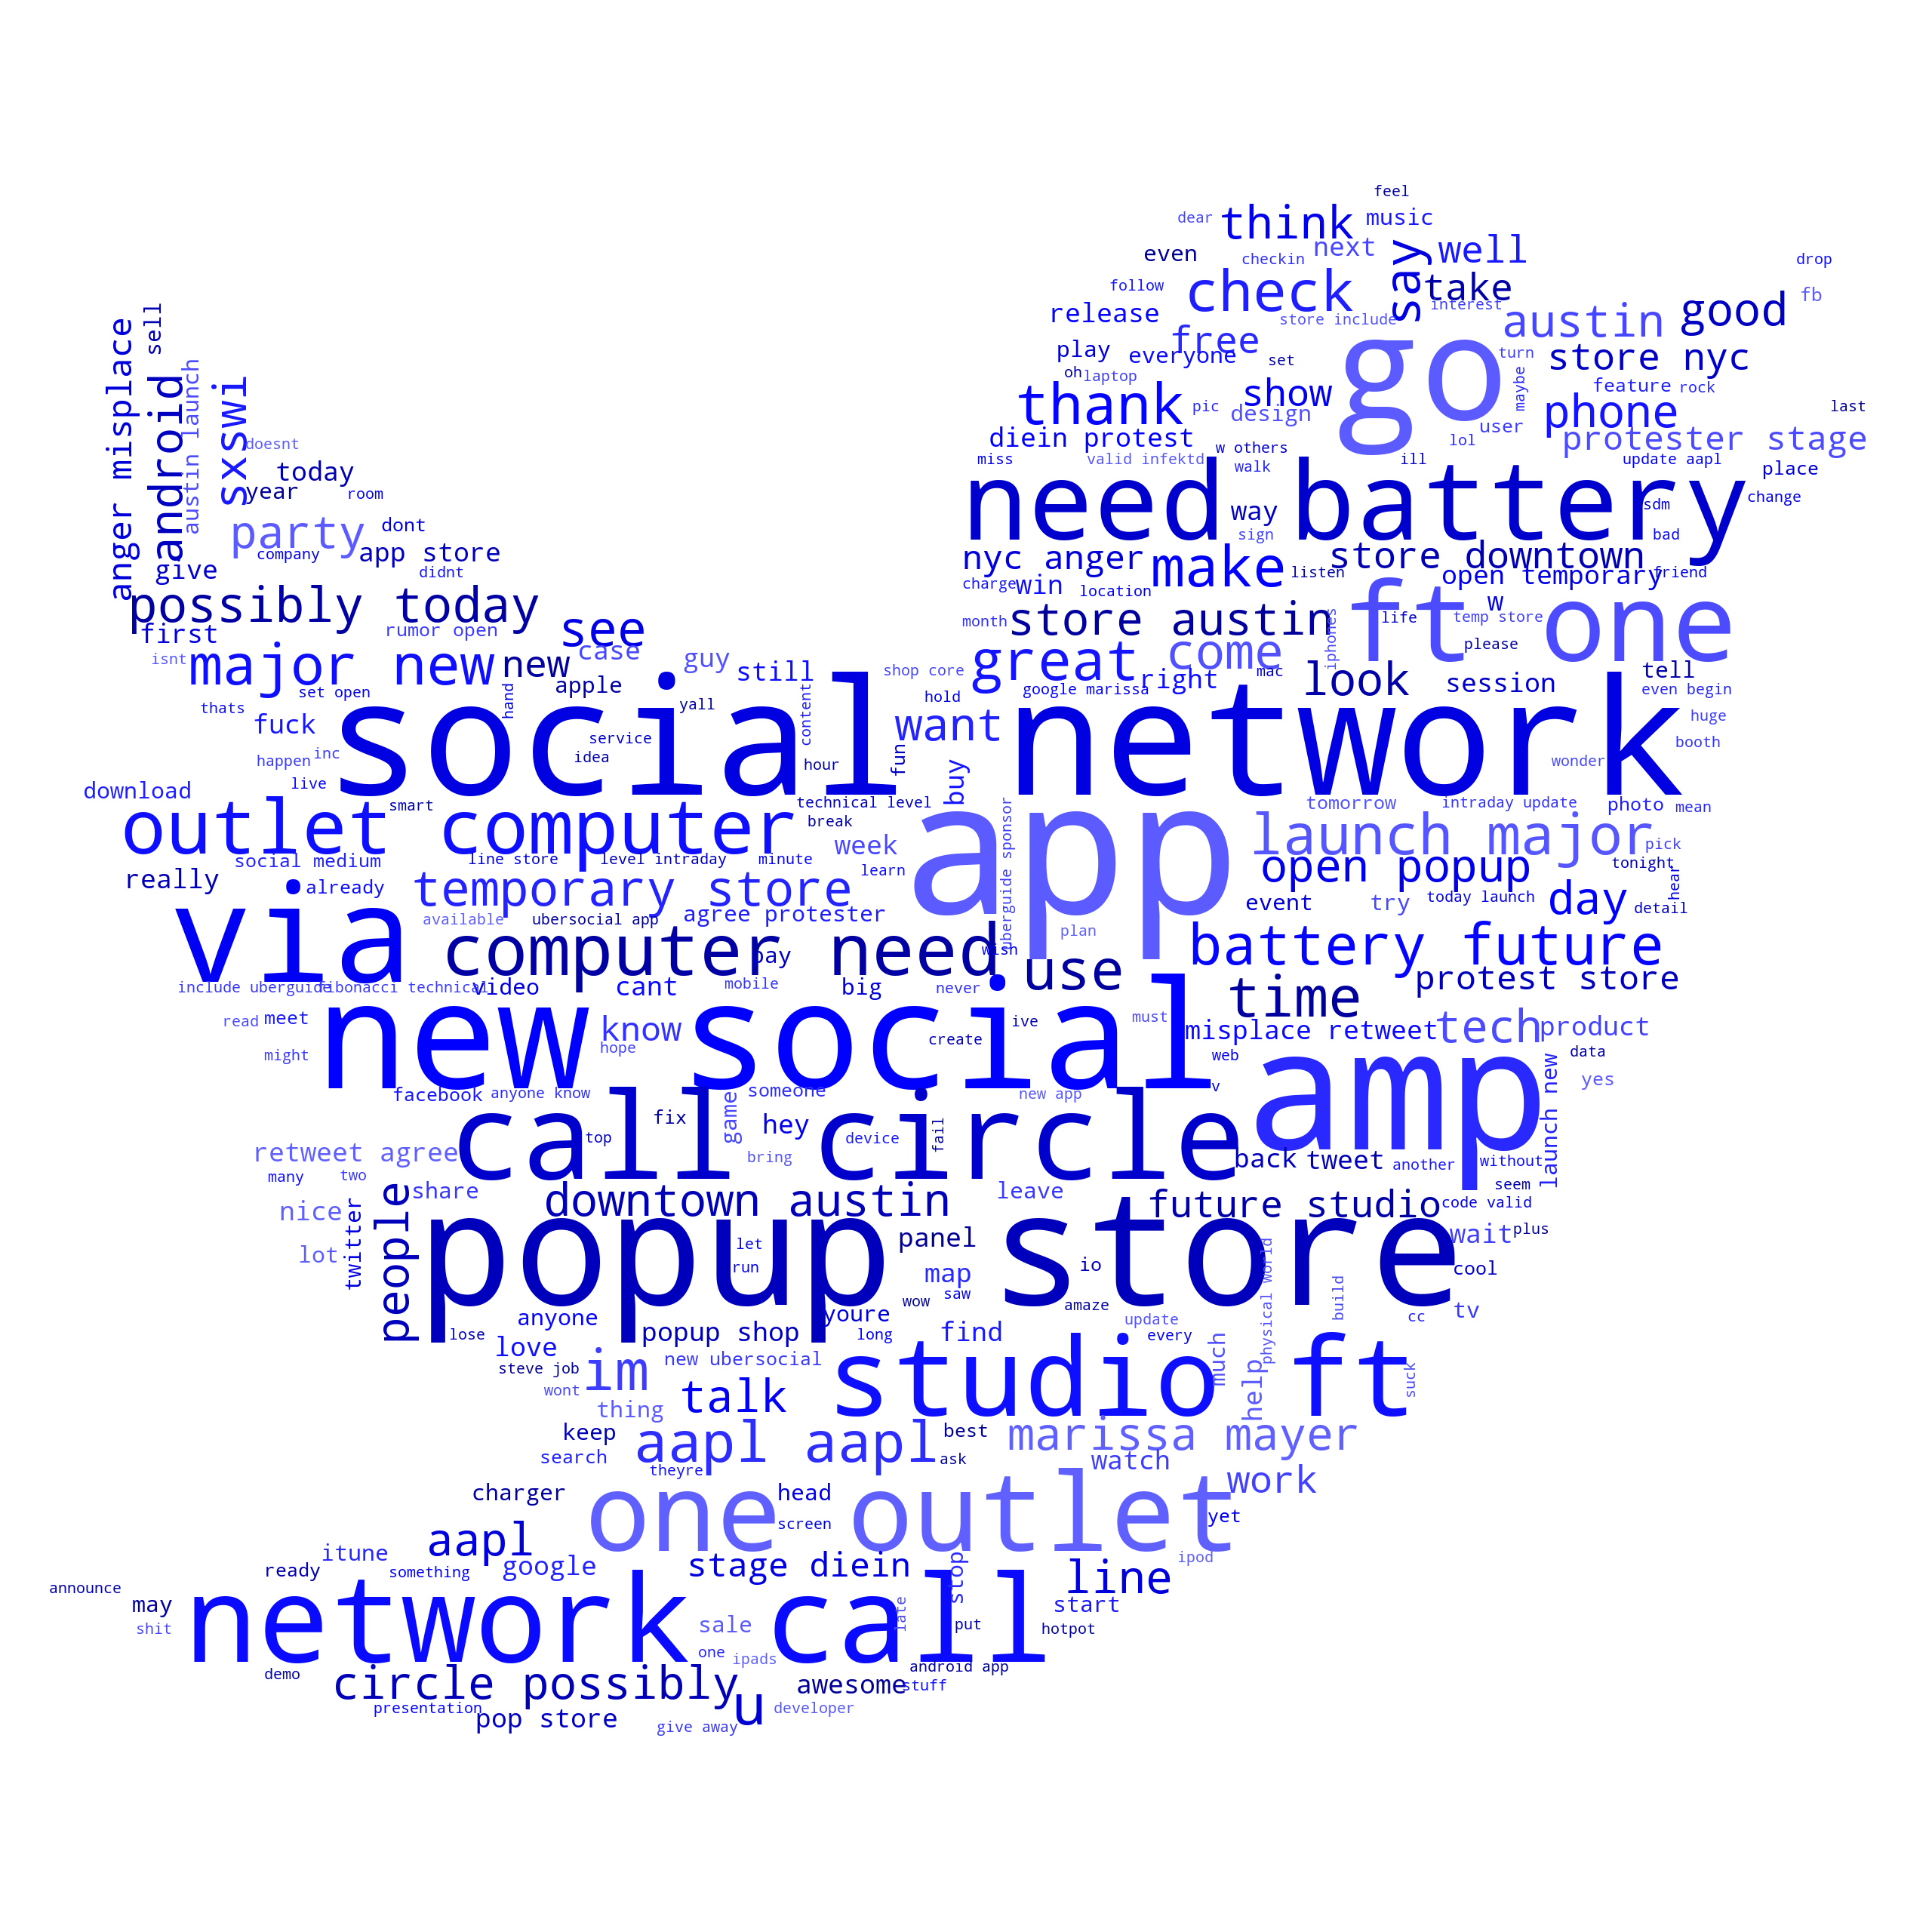 feel
dear
think
music
even
checkin
next
say
well
drop
follow
check
take
interest
good
fb
release
store include
free
austin
go
play
everyone
set
turn
store nyc
oh
laptop
show
maybe
feature
rock
thank
pic
design
phone
last
user
diein protest
w others
lol
protester stage
miss
valid infektd
walk
ill
update aapl
place
need battery
change
sdm
way
sign
bad
nyc anger
make
store downtown
listen
open temporary
friend
charge
win
location
w
ft one
month
store austin
iphones
life
temp store
please
sell
anger misplace
android
austin launch
sxswi
doesnt
today
year
room
party
dont
company
app store
give
didnt
possibly today
first
rumor open
see
isnt
case
guy
major new
new
still
shop core
great
come
right
mac
look
session
tell
set open
apple
hand
yall
hold
google marissa
even begin
thats
content
fuck
service
social network
want
huge
booth
happen
inc
idea
hour
fun
wonder
live
buy
download
smart
technical level
tomorrow
intraday update
photo
mean
outlet computer
break
app
launch major
pick
social medium
line store
level intraday
minute
week
learn
uberguide sponsor
open popup
tonight
really
already
temporary store
hear
via
available
ubersocial app
agree protester
event
try
today launch
day
detail
plan
computer need
pay
wish
battery future
include uberguide
fibonacci technical
video
cant
mobile
big
never
use
time
protest store
read
meet
new social
know
create
ive
must
misplace retweet
tech
product
might
hope
web
amp
data
launch new
yes
facebook
anyone know
someone
new app
v
call circle
game
fix
hey
top
device
fail
retweet agree
bring
back
tweet
another
without
many
two
seem
people
share
downtown austin
leave
future studio
code valid
nice
twitter
popup store
panel
wait
plus
lot
let
run
map
io
physical world
cool
wow
saw
amaze
build
tv
anyone
youre
update
cc
lose
popup shop
long
find
every
love
new ubersocial
studio ft
much
steve job
im
help
suck
wont
talk
thing
keep
aapl aapl
best
marissa mayer
search
ask
watch
theyre
work
charger
one outlet
head
screen
yet
aapl
itune
google
stage diein
stop
ipod
ready
something
line
announce
network call
may
late
start
shit
sale
put
hotpot
one
ipads
android app
demo
circle possibly
awesome
stuff
presentation
u
developer
pop store
give away